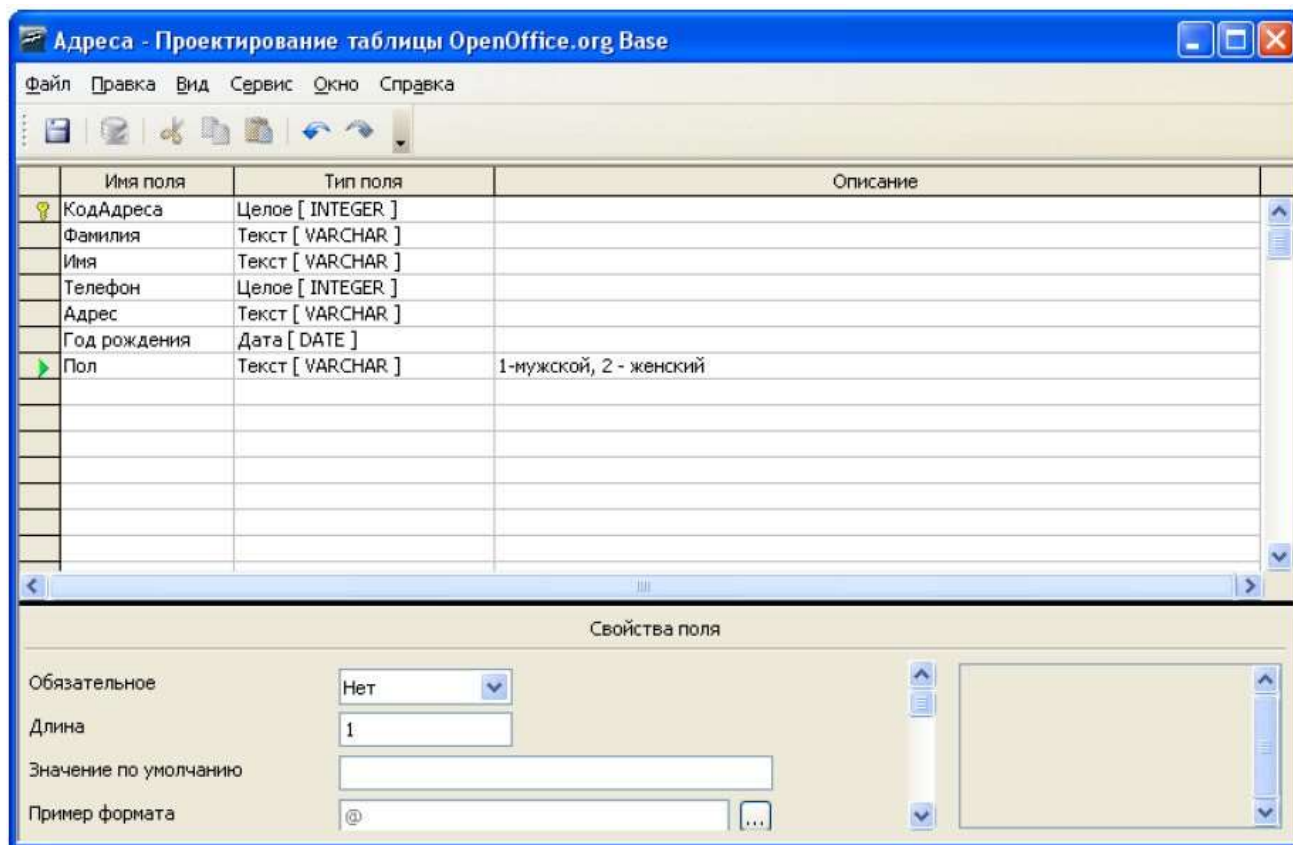 Адреса - Проектирование таблицы OpenOffice.org Base
Файл Правка Вид Сервис Окно Справка
Имя поля Тип поля Описание
КодАдреса Целое [ INTEGER ]
Фамилия Текст [ VARCHAR ]
Имя Текст [ VARCHAR ]
Телефон Целое [ INTEGER ]
Адрес Текст [ VARCHAR ]
Год рождения Дата [ DATE ]
Пол Текст [ VARCHAR ] 1-мужской, 2 - женский
Свойства поля
Обязательное Нет
Длина 1
Значение по умолчанию
Пример формата @ ...